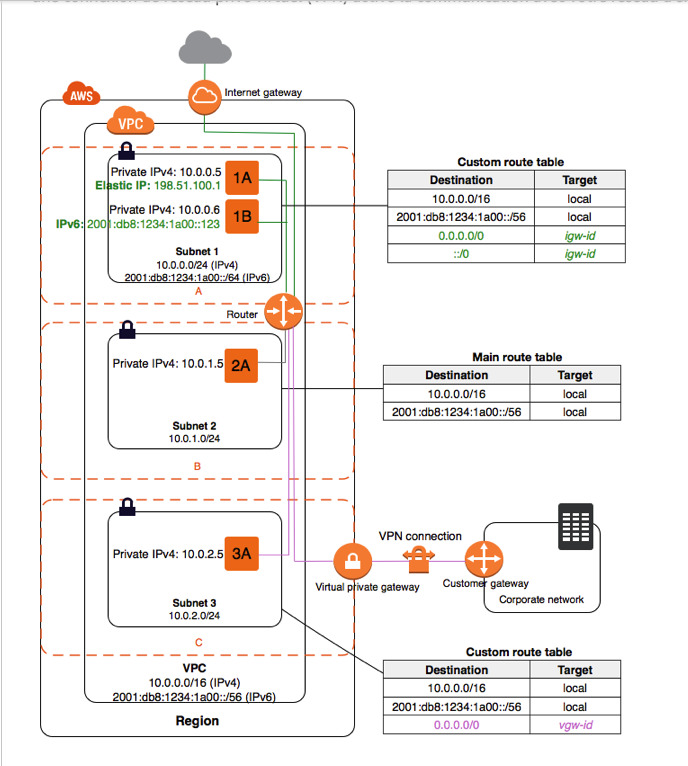 Internet gateway
AWS
VPC
Private IPv4: 10.0.0.5
Elastic IP: 198.51.100.1
1A
Private IPv4: 10.0.0.6
IPv6: 2001:db8:1234:1a00::123
1B
Subnet 1
10.0.0.0/24 (IPv4)
2001:db8:1234:1a00::/64 (IPv6)
A
Custom route table
Destination Target
10.0.0.0/16 local
2001:db8:1234:1a00::/56 local
0.0.0.0/0 igw-id
::/0 igw-id
Router
Private IPv4: 10.0.1.5
2A
Subnet 2
10.0.1.0/24
B
Main route table
Destination Target
10.0.0.0/16 local
2001:db8:1234:1a00::/56 local
Private IPv4: 10.0.2.5
3A
Subnet 3
10.0.2.0/24
C
VPN connection
Virtual private gateway
Customer gateway
Corporate network
VPC
10.0.0.0/16 (IPv4)
2001:db8:1234:1a00::/56 (IPv6)
Region
Custom route table
Destination Target
10.0.0.0/16 local
2001:db8:1234:1a00::/56 local
0.0.0.0/0 vgw-id